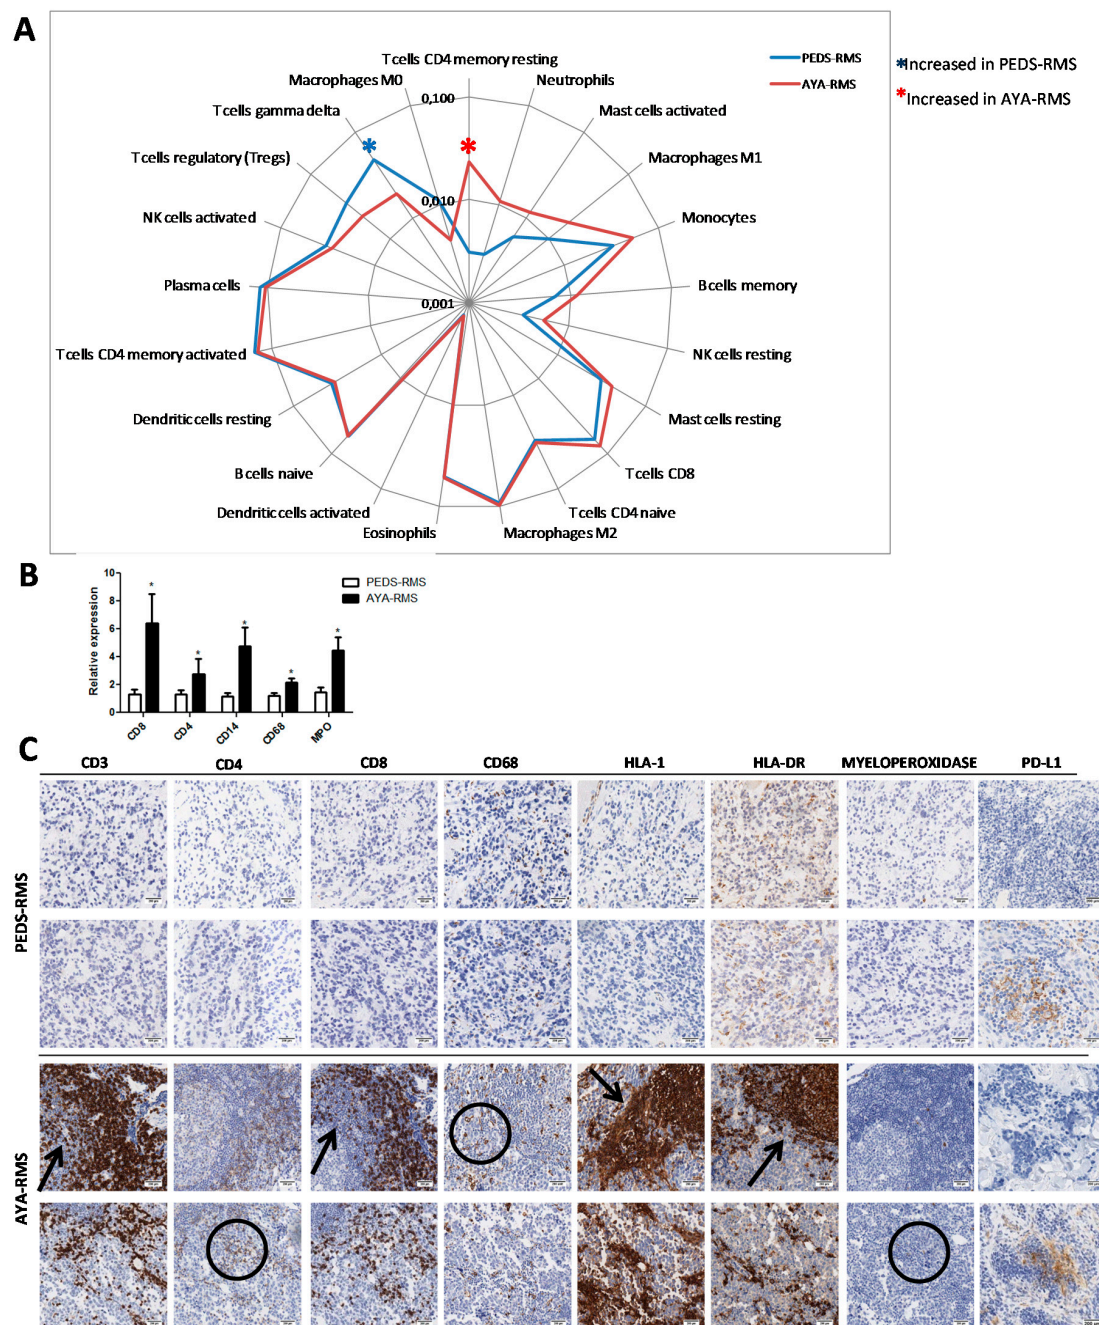 A
T cells CD4 memory resting
Macrophages M0
Neutrophils
T cells gamma delta
Mast cells activated
T cells regulatory (Tregs)
Macrophages M1
NK cells activated
Monocytes
Plasma cells
B cells memory
T cells CD4 memory activated
NK cells resting
Dendritic cells resting
Mast cells resting
B cells naive
T cells CD8
Dendritic cells activated
T cells CD4 naive
Eosinophils
Macrophages M2
0,100
0,010
0,001
PEDS-RMS
AYA-RMS
* Increased in PEDS-RMS
* Increased in AYA-RMS
B
Relative expression
10
8
6
4
2
0
* * * * *
CD8 CD4 CD14 CD68 MPO
PEDS-RMS
AYA-RMS
C
CD3 CD4 CD8 CD68 HLA-1 HLA-DR MYELOPEROXIDASE PD-L1
PEDS-RMS
AYA-RMS